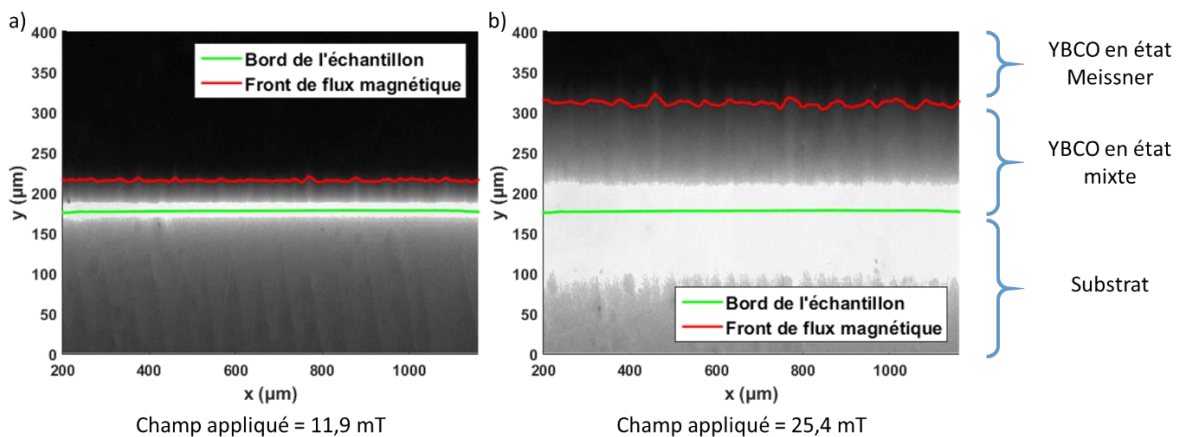 a)
400
350
300
250
200
150
100
50
0
y (µm)
200
400
600
800
1000
x (µm)
Bord de l'échantillon
Front de flux magnétique
Champ appliqué = 11,9 mT
b)
400
350
300
250
200
150
100
50
0
y (µm)
200
400
600
800
1000
x (µm)
Bord de l'échantillon
Front de flux magnétique
Champ appliqué = 25,4 mT
YBCO en état
Meissner
YBCO en état
mixte
Substrat